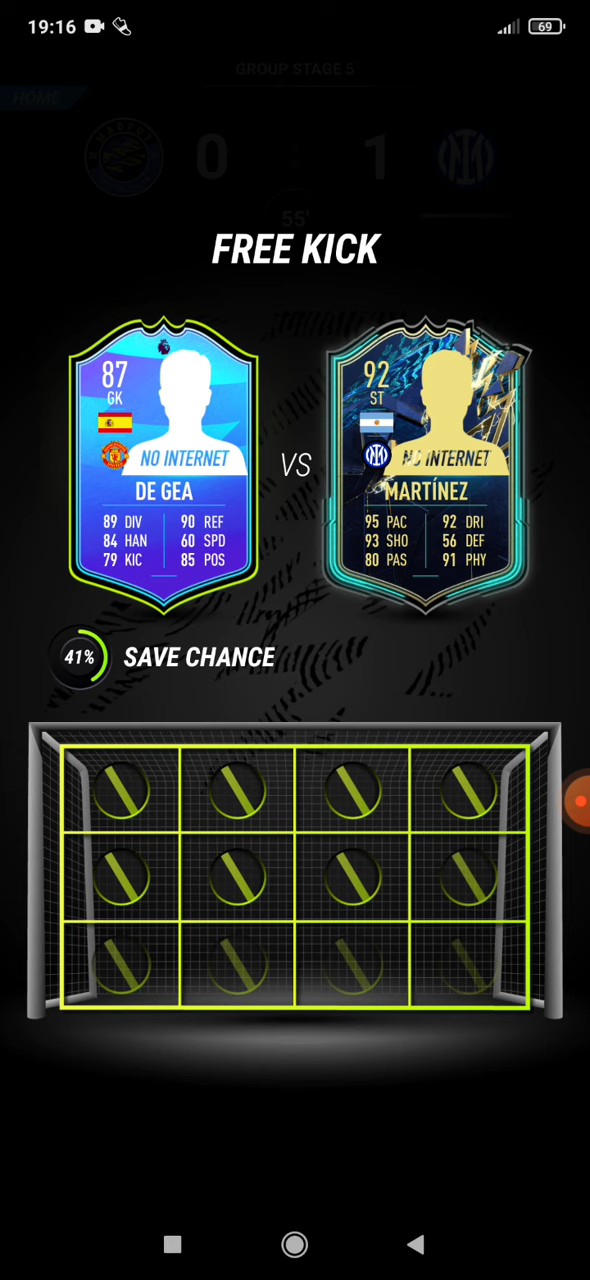 19:16
69
GROUP STAGE 5
HOME
0 : 1
55'
FREE KICK
87
GK
NO INTERNET
DE GEA
89 DIV 90 REF
84 HAN 60 SPD
79 KIC 85 POS
VS
92
ST
NO INTERNET
MARTÍNEZ
95 PAC 92 DRI
93 SHO 56 DEF
80 PAS 91 PHY
41% SAVE CHANCE